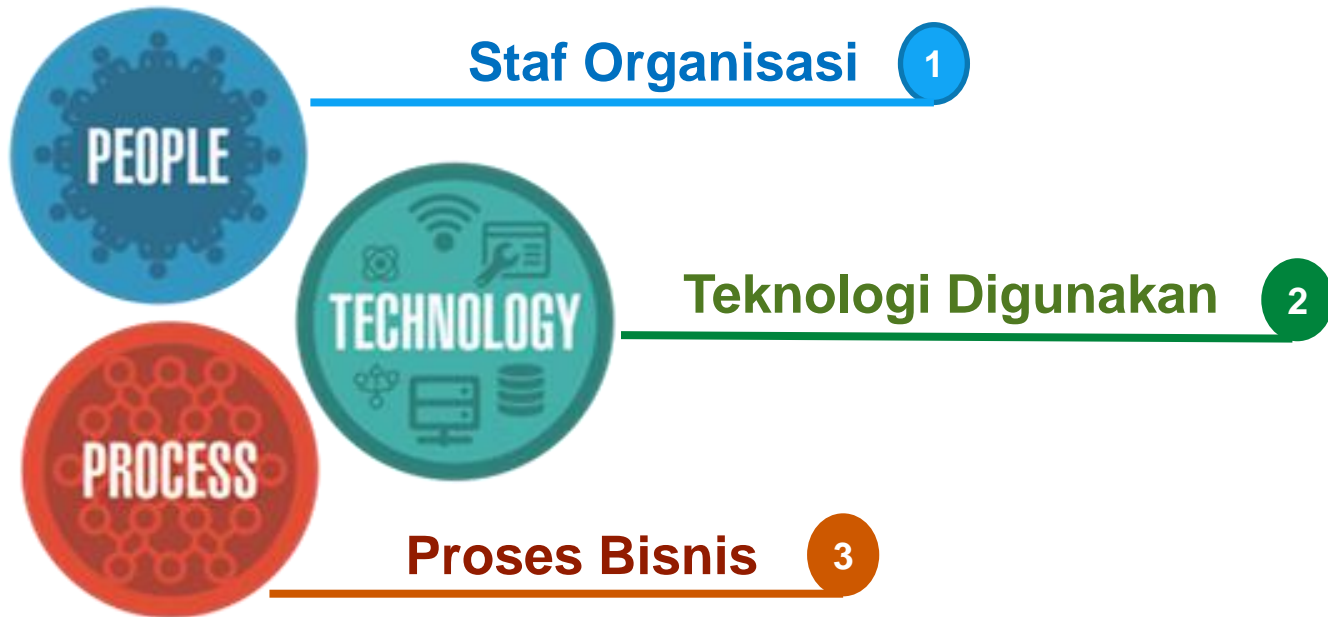 Staf Organisasi 1
PEOPLE
Teknologi Digunakan 2
TECHNOLOGY
PROCESS
Proses Bisnis 3